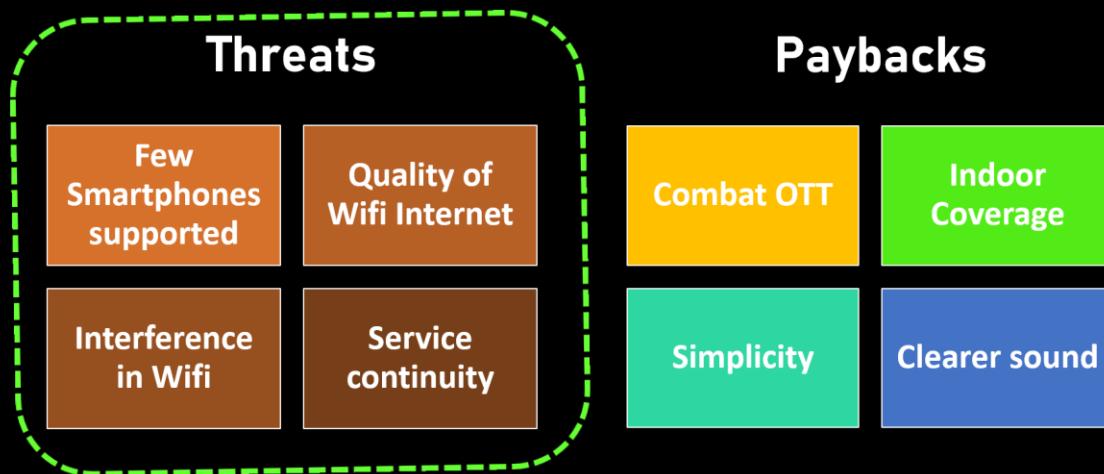 Threats
Few
Smartphones
supported
Quality of
Wifi Internet
Interference
in Wifi
Service
continuity
Paybacks
Combat OTT
Indoor
Coverage
Simplicity
Clearer sound